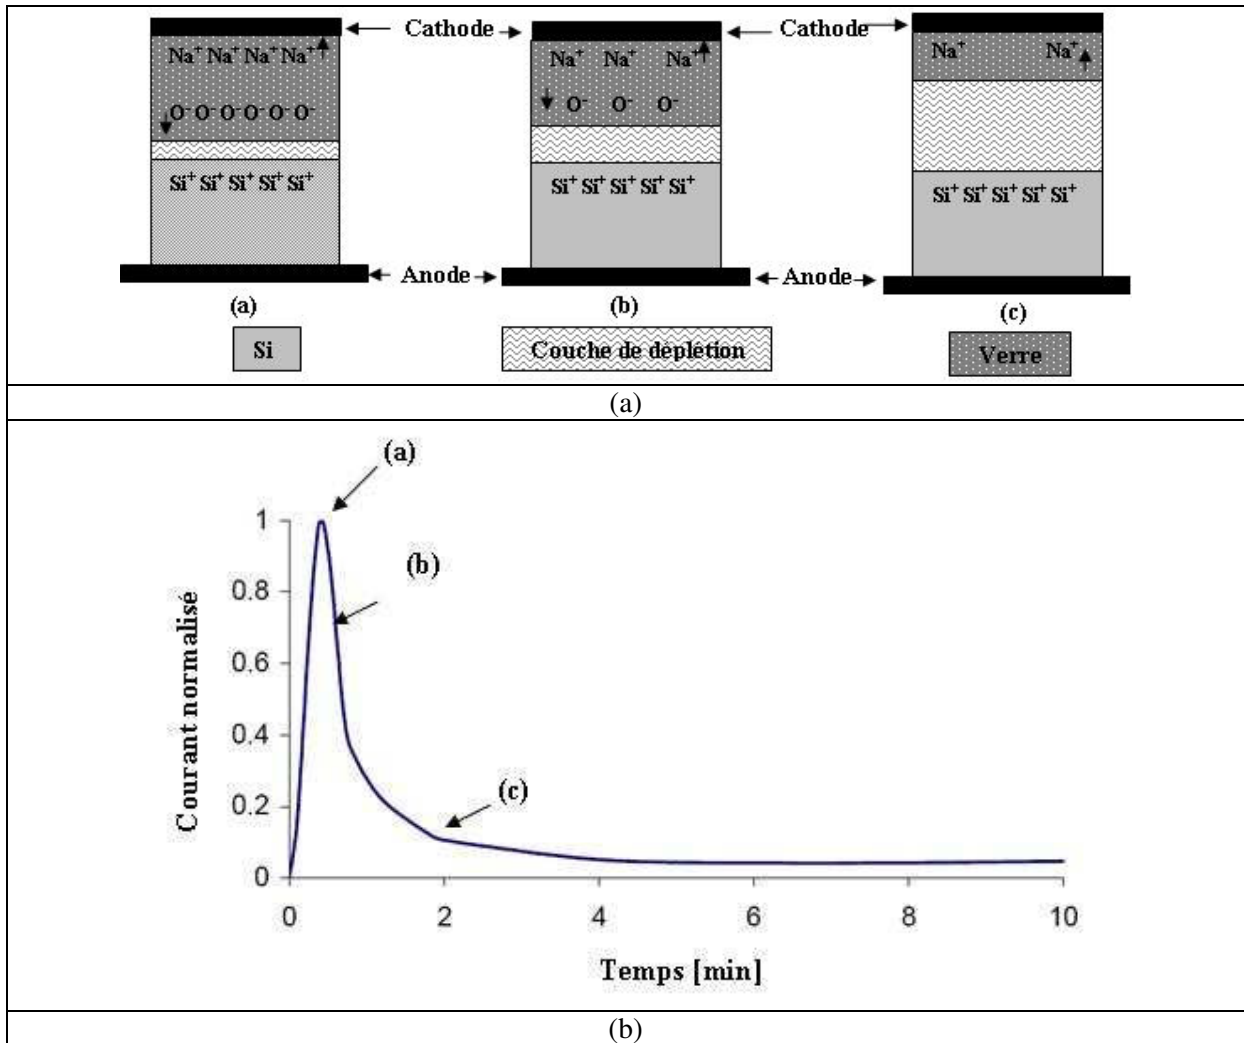 Cathode
Cathode
Na⁺ Na⁺ Na⁺ Na⁺
Na⁺ Na⁺ Na⁺
Na⁺ Na⁺
O⁻ O⁻ O⁻ O⁻ O⁻ O⁻
O⁻ O⁻ O⁻
Si⁺ Si⁺ Si⁺ Si⁺ Si⁺
Si⁺ Si⁺ Si⁺ Si⁺ Si⁺
Si⁺ Si⁺ Si⁺ Si⁺ Si⁺
Anode
Anode
(a)
(b)
(c)
Si
Couche de déplétion
Verre
(a)
(a)
(b)
(c)
Courant normalisé
1
0.8
0.6
0.4
0.2
0
0 2 4 6 8 10
Temps [min]
(b)